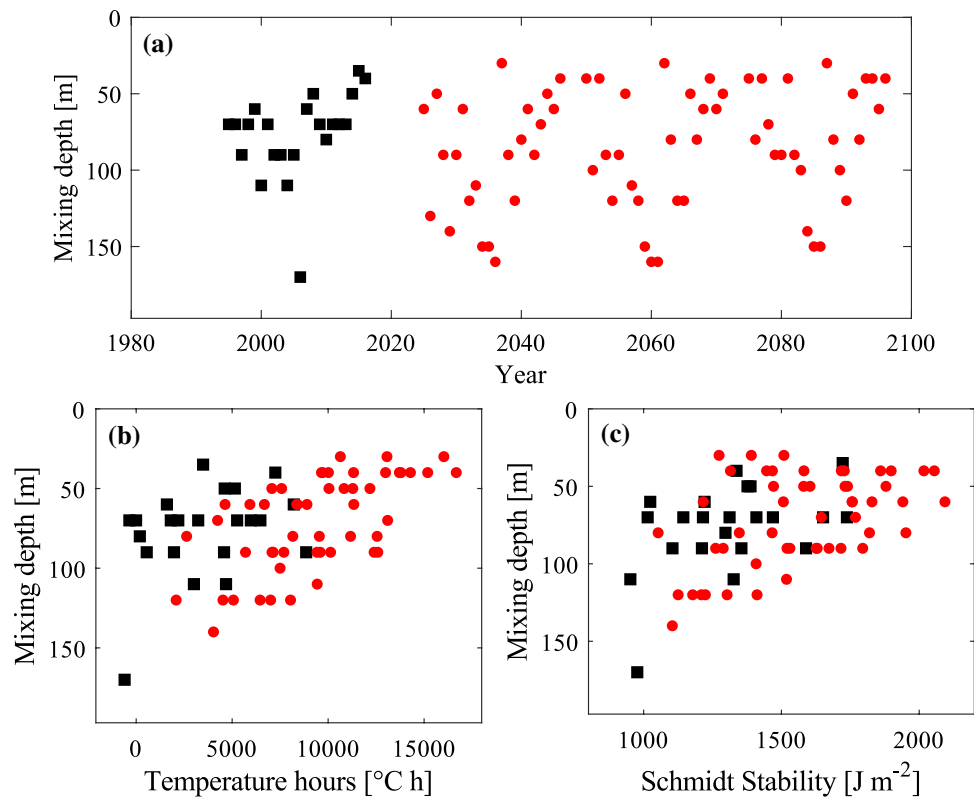 (a)
Mixing depth [m]
0
50
100
150
1980 2000 2020 2040 2060 2080 2100
Year
(b)
Mixing depth [m]
0
50
100
150
0 5000 10000 15000
Temperature hours [°C h]
(c)
Mixing depth [m]
0
50
100
150
1000 1500 2000
Schmidt Stability [J m-2]